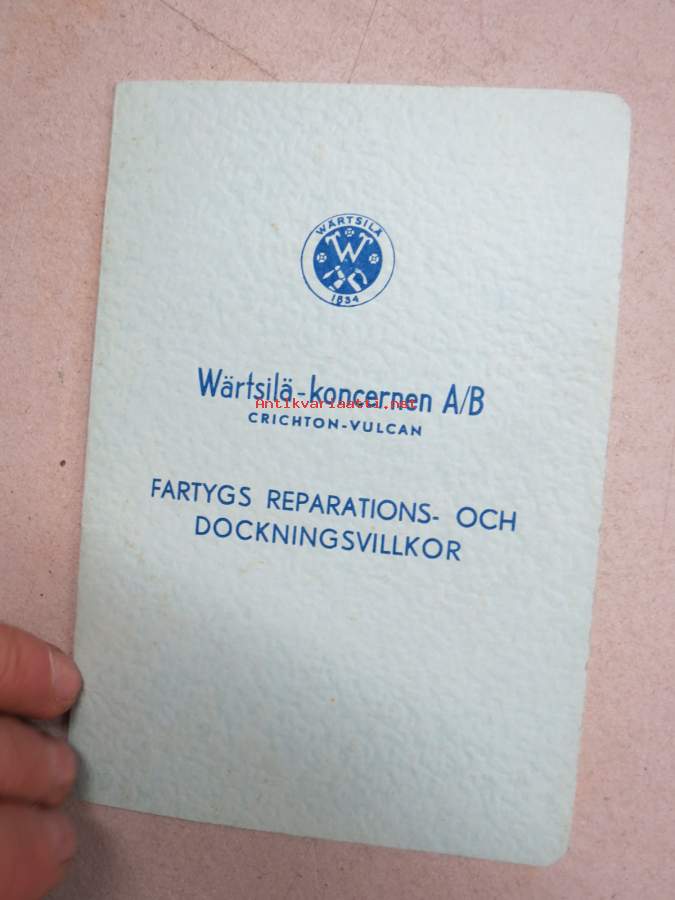 WÄRTSILÄ
W
1834
Wärtsilä-koncernen A/B
Antikvariaatti.net
CRICHTON-VULCAN
FARTYGS REPARATIONS- OCH
DOCKNINGSVILLKOR